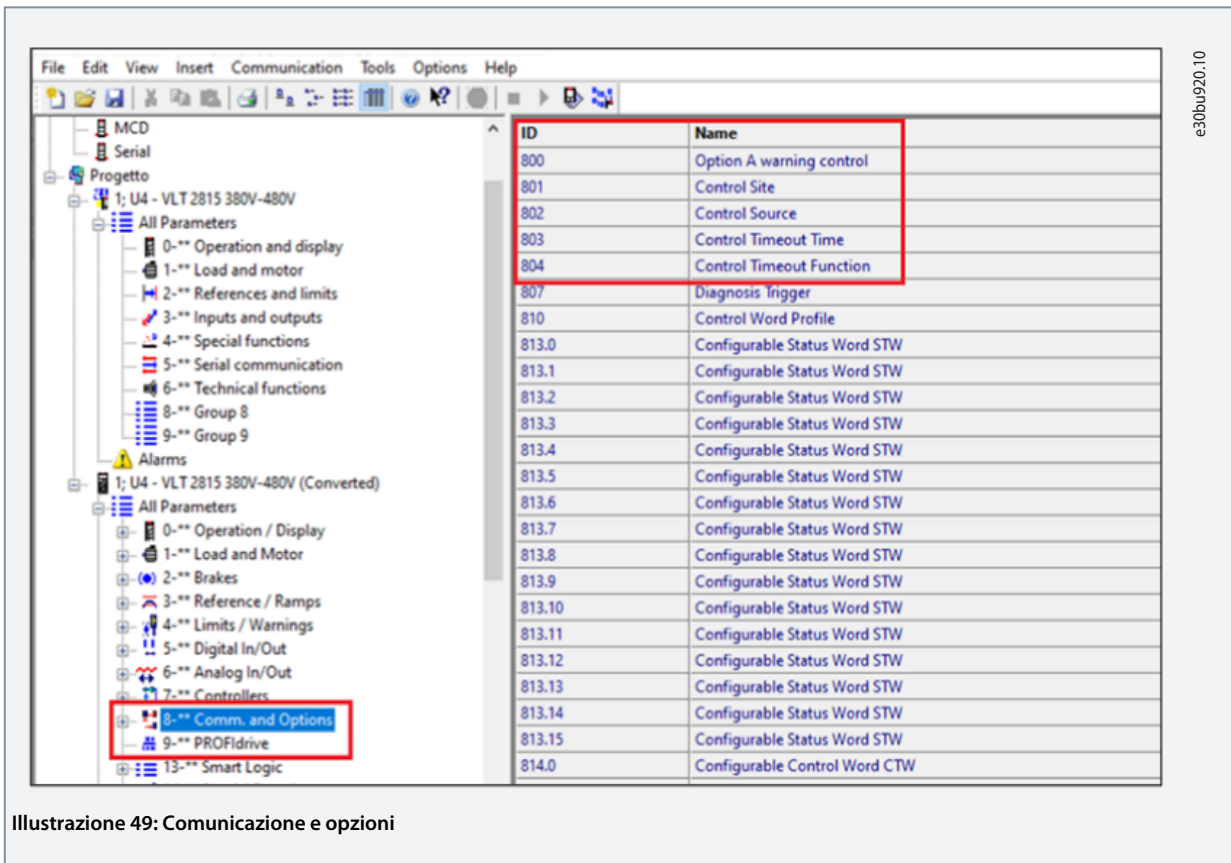 File Edit View Insert Communication Tools Options Help
MCD
Serial
Progetto
1; U4 - VLT 2815 380V-480V
All Parameters
0-** Operation and display
1-** Load and motor
2-** References and limits
3-** Inputs and outputs
4-** Special functions
5-** Serial communication
6-** Technical functions
8-** Group 8
9-** Group 9
Alarms
1; U4 - VLT 2815 380V-480V (Converted)
All Parameters
0-** Operation / Display
1-** Load and Motor
2-** Brakes
3-** Reference / Ramps
4-** Limits / Warnings
5-** Digital In/Out
6-** Analog In/Out
7-** Controllers
8-** Comm. and Options
9-** PROFIdrive
13-** Smart Logic
ID Name
800 Option A warning control
801 Control Site
802 Control Source
803 Control Timeout Time
804 Control Timeout Function
807 Diagnosis Trigger
810 Control Word Profile
813.0 Configurable Status Word STW
813.1 Configurable Status Word STW
813.2 Configurable Status Word STW
813.3 Configurable Status Word STW
813.4 Configurable Status Word STW
813.5 Configurable Status Word STW
813.6 Configurable Status Word STW
813.7 Configurable Status Word STW
813.8 Configurable Status Word STW
813.9 Configurable Status Word STW
813.10 Configurable Status Word STW
813.11 Configurable Status Word STW
813.12 Configurable Status Word STW
813.13 Configurable Status Word STW
813.14 Configurable Status Word STW
813.15 Configurable Status Word STW
814.0 Configurable Control Word CTW
e30bu920.10
Illustrazione 49: Comunicazione e opzioni